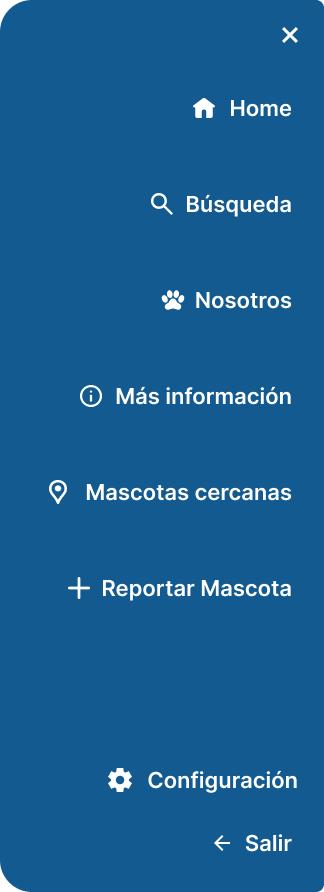 Home
Búsqueda
Nosotros
Más información
Mascotas cercanas
Reportar Mascota
Configuración
Salir